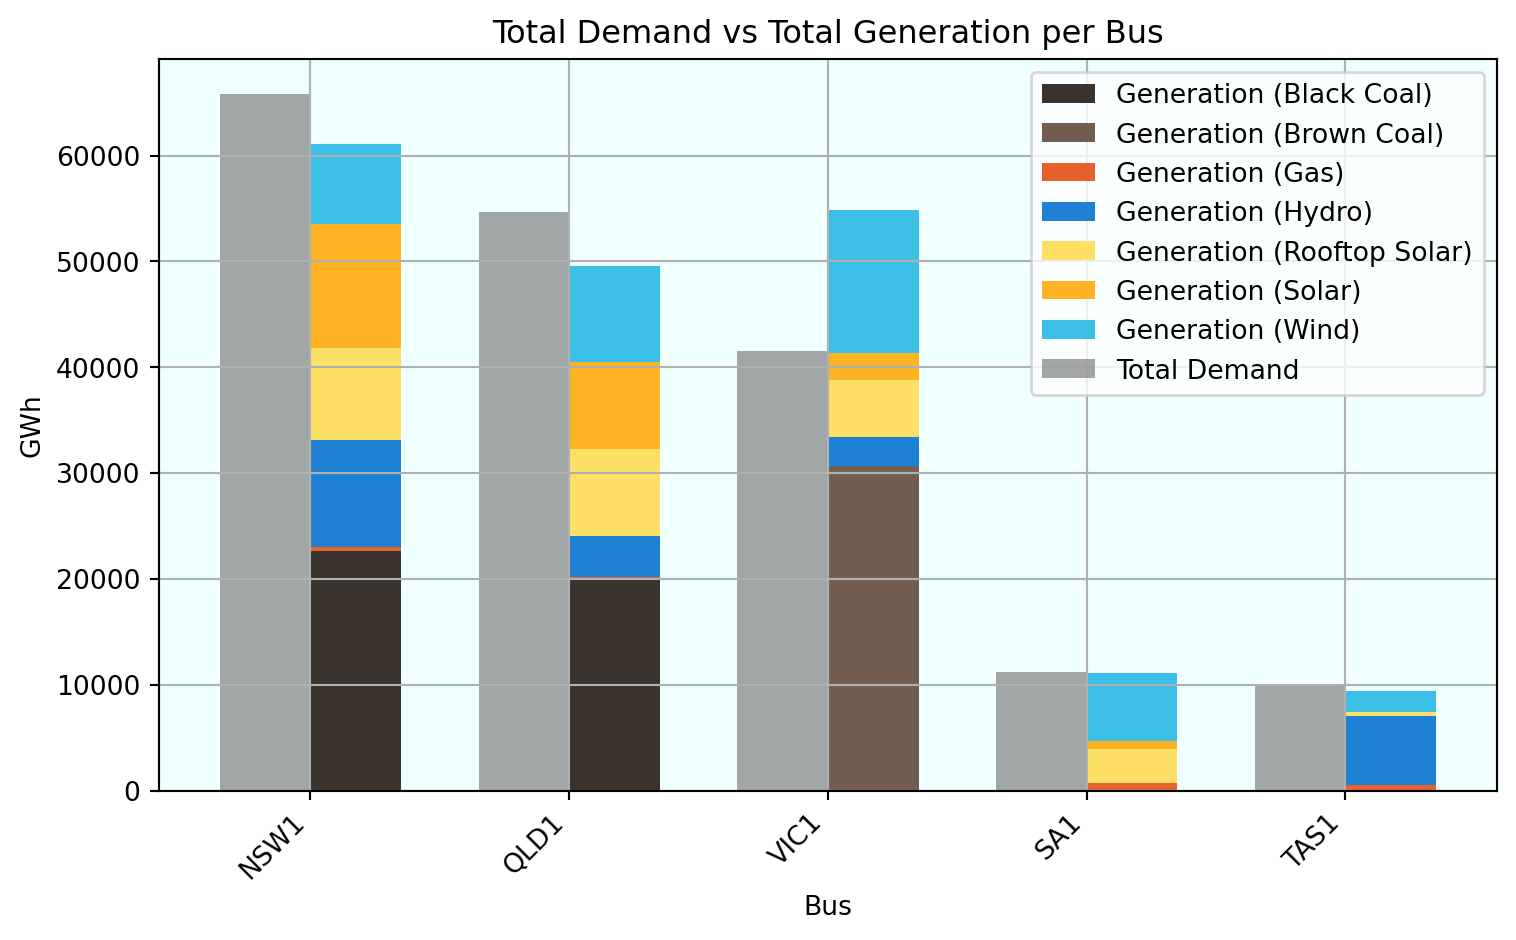 Total Demand vs Total Generation per Bus
Generation (Black Coal)
Generation (Brown Coal)
Generation (Gas)
Generation (Hydro)
Generation (Rooftop Solar)
Generation (Solar)
Generation (Wind)
Total Demand
GWh
60000
50000
40000
30000
20000
10000
0
NSW1
QLD1
VIC1
SA1
TAS1
Bus